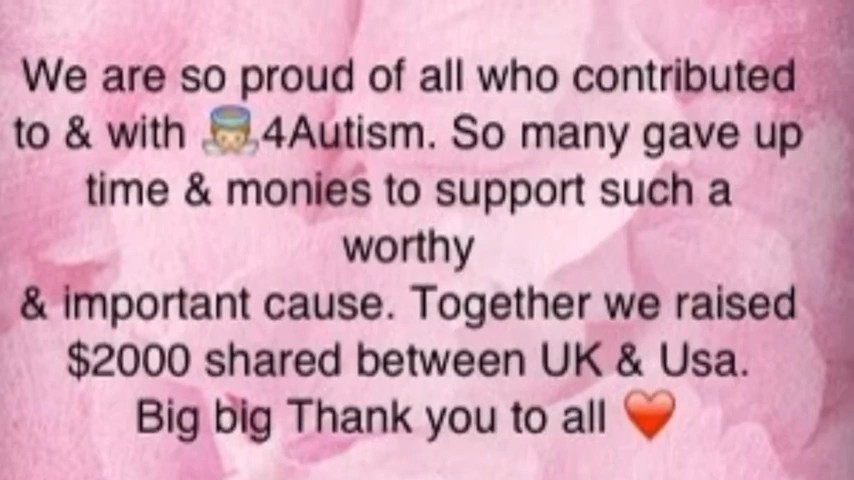 We are so proud of all who contributed
to & with 👼4Autism. So many gave up
time & monies to support such a
worthy
& important cause. Together we raised
$2000 shared between UK & Usa.
Big big Thank you to all ❤️